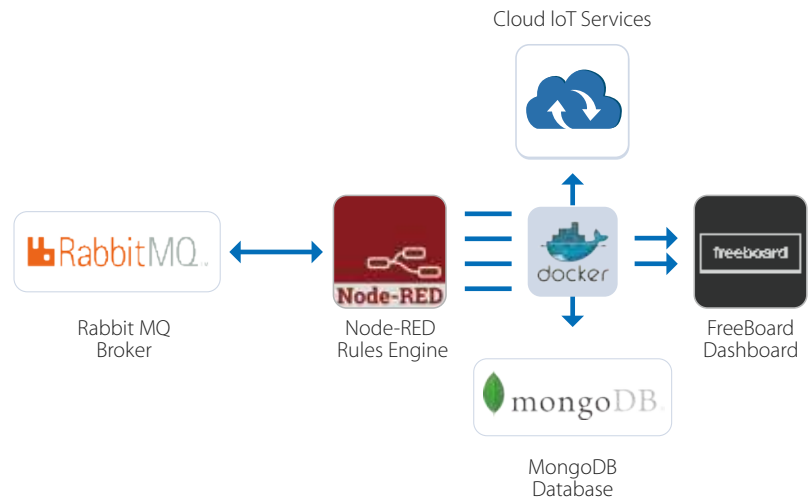 Cloud IoT Services
RabbitMQ
Node-RED
docker
freeboard
Rabbit MQ
Broker
Node-RED
Rules Engine
FreeBoard
Dashboard
mongoDB
MongoDB
Database